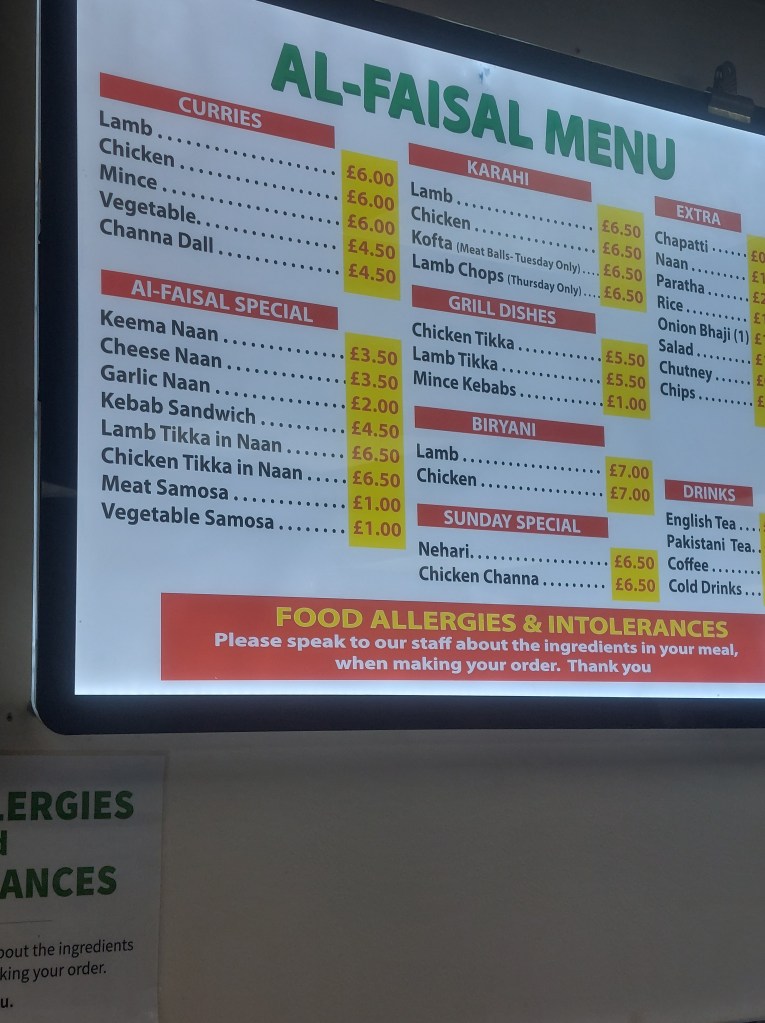 AL-FAISAL MENU
CURRIES
Lamb £6.00
Chicken £6.00
Mince £6.00
Vegetable £4.50
Channa Dall £4.50
Al-FAISAL SPECIAL
Keema Naan £3.50
Cheese Naan £3.50
Garlic Naan £2.00
Kebab Sandwich £4.50
Lamb Tikka in Naan £6.50
Chicken Tikka in Naan £6.50
Meat Samosa £1.00
Vegetable Samosa £1.00
KARAHI
Lamb £6.50
Chicken £6.50
Kofta (Meat Balls- Tuesday Only) £6.50
Lamb Chops (Thursday Only) £6.50
GRILL DISHES
Chicken Tikka £5.50
Lamb Tikka £5.50
Mince Kebabs £1.00
BIRYANI
Lamb £7.00
Chicken £7.00
SUNDAY SPECIAL
Nehari £6.50
Chicken Channa £6.50
EXTRA
Chapatti
Naan
Paratha
Rice
Onion Bhaji (1)
Salad
Chutney
Chips
DRINKS
English Tea
Pakistani Tea
Coffee
Cold Drinks
FOOD ALLERGIES & INTOLERANCES
Please speak to our staff about the ingredients in your meal,
when making your order. Thank you
the ingredients
your order.